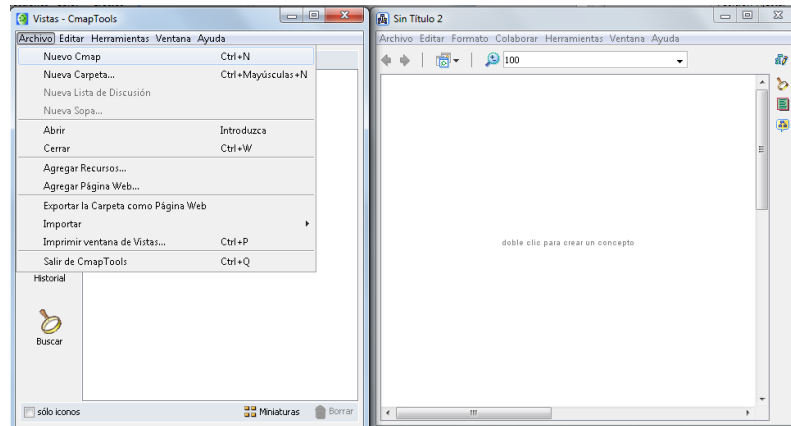 Vistas - CmapTools
Archivo Editar Herramientas Ventana Ayuda
Nuevo Cmap Ctrl+N
Nueva Carpeta... Ctrl+Mayúsculas+N
Nueva Lista de Discusión
Nueva Sopa...
Abrir Introduzca
Cerrar Ctrl+W
Agregar Recursos...
Agregar Página Web...
Exportar la Carpeta como Página Web
Importar
Imprimir ventana de Vistas... Ctrl+P
Salir de CmapTools Ctrl+Q
Historial
Buscar
sólo iconos Miniaturas Borrar
Sin Título 2
Archivo Editar Formato Colaborar Herramientas Ventana Ayuda
100
doble clic para crear un concepto